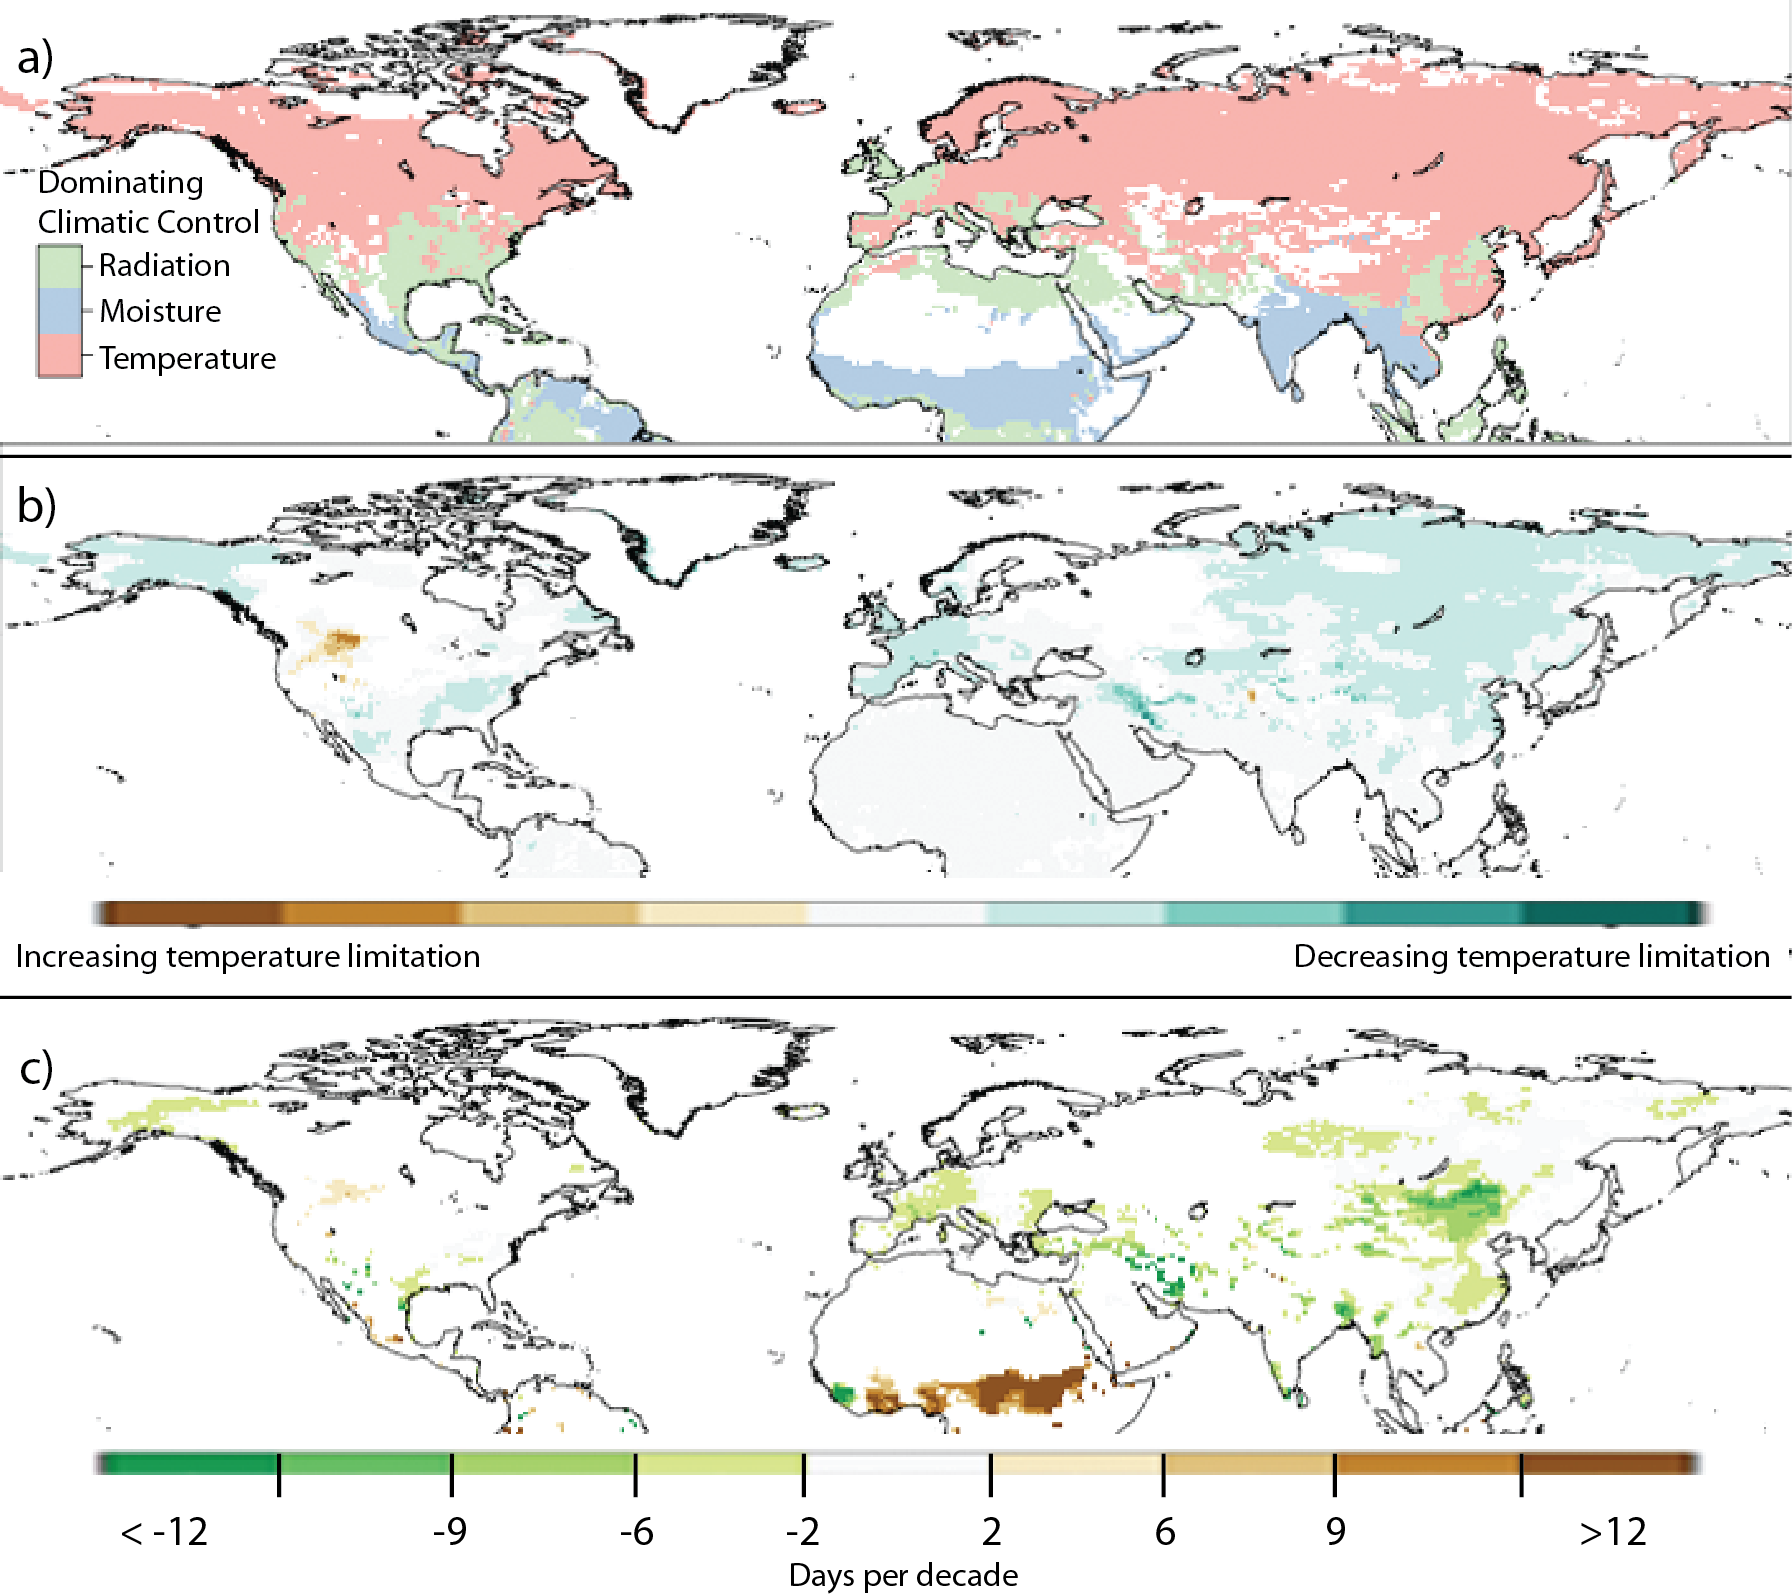 a)
Dominating
Climatic Control
Radiation
Moisture
Temperature
b)
Increasing temperature limitation
Decreasing temperature limitation
c)
< -12
-9
-6
-2
2
6
9
>12
Days per decade